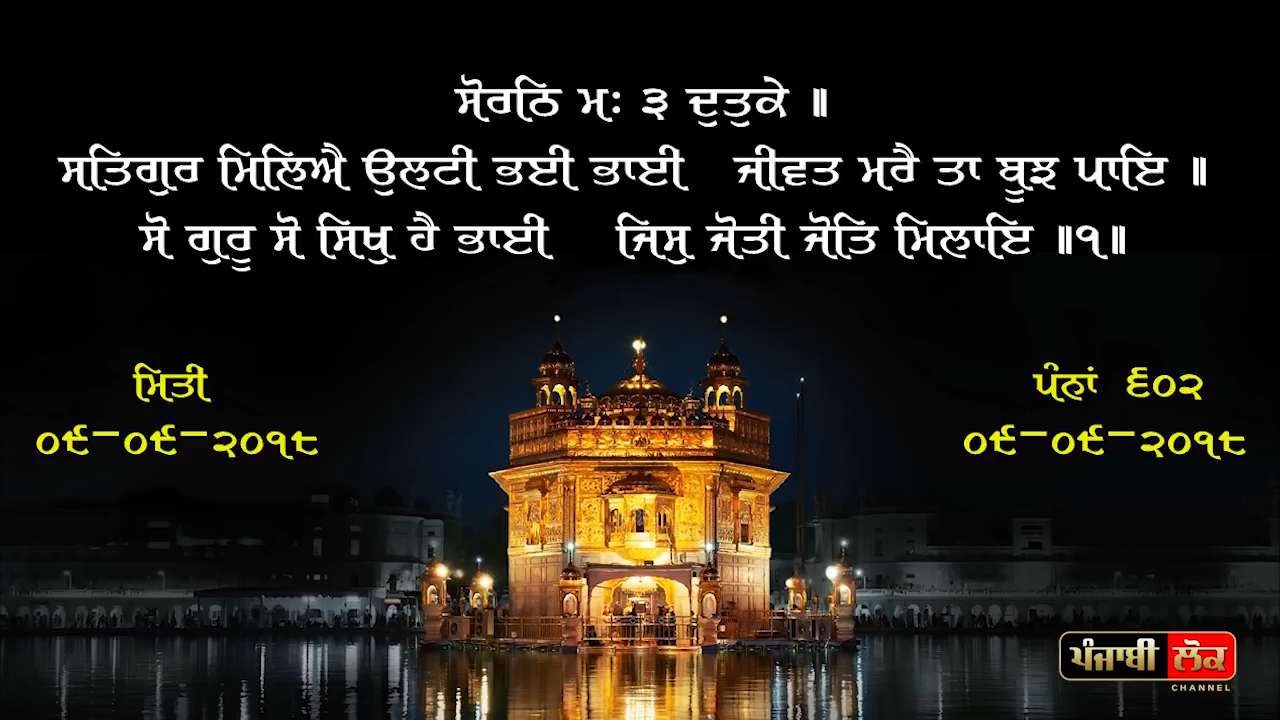 ਸੋਰਠਿ ਮਃ ੩ ਦੁਤੁਕੇ ॥
ਸਤਿਗੁਰ ਮਿਲਿਐ ਉਲਟੀ ਭਈ ਭਾਈ ਜੀਵਤ ਮਰੈ ਤਾ ਬੂਝ ਪਾਇ ॥
ਸੋ ਗੁਰੂ ਸੋ ਸਿਖੁ ਹੈ ਭਾਈ ਜਿਸੁ ਜੋਤੀ ਜੋਤਿ ਮਿਲਾਇ ॥੧॥
ਮਿਤੀ
੦੯-੦੯-੨੦੧੮
ਪੰਨਾਂ ੬੦੨
੦੯-੦੯-੨੦੧੮
ਪੰਜਾਬੀ ਲੋਕ
CHANNEL